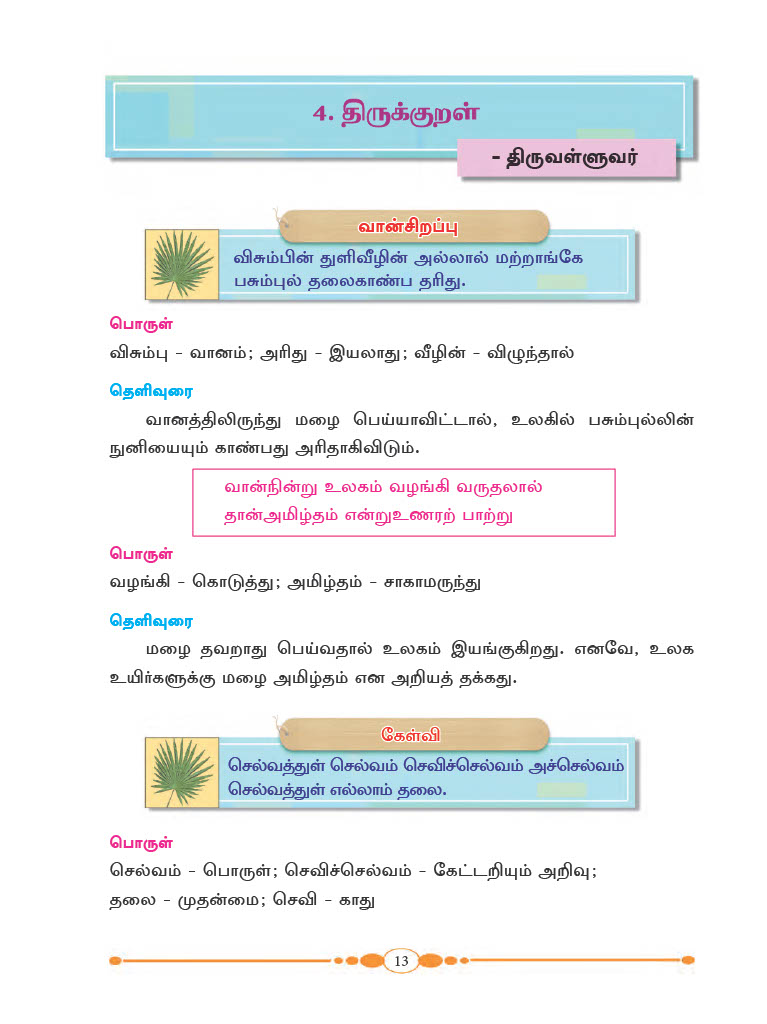 4. திருக்குறள்
- திருவள்ளுவர்
வான்சிறப்பு
விசும்பின் துளிவீழின் அல்லால் மற்றாங்கே
பசும்புல் தலைகாண்ப தரிது.
பொருள்
விசும்பு – வானம்; அரிது – இயலாது; வீழின் – விழுந்தால்
தெளிவுரை
வானத்திலிருந்து மழை பெய்யாவிட்டால், உலகில் பசும்புல்லின்
நுனியையும் காண்பது அரிதாகிவிடும்.
வான்நின்று உலகம் வழங்கி வருதலால்
தான்அமிழ்தம் என்றுஉணரற் பாற்று
பொருள்
வழங்கி – கொடுத்து; அமிழ்தம் – சாகாமருந்து
தெளிவுரை
மழை தவறாது பெய்வதால் உலகம் இயங்குகிறது. எனவே, உலக
உயிர்களுக்கு மழை அமிழ்தம் என அறியத் தக்கது.
கேள்வி
செல்வத்துள் செல்வம் செவிச்செல்வம் அச்செல்வம்
செல்வத்துள் எல்லாம் தலை.
பொருள்
செல்வம் – பொருள்; செவிச்செல்வம் – கேட்டறியும் அறிவு;
தலை – முதன்மை; செவி – காது
13